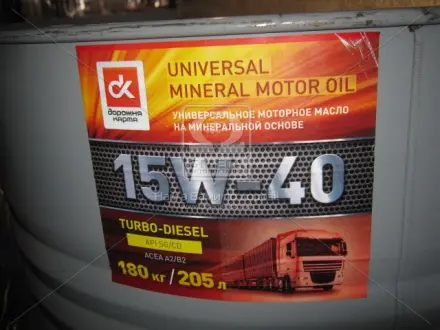 UNIVERSAL
MINERAL MOTOR OIL
дорожна
карта
УНИВЕРСАЛЬНОЕ МОТОРНОЕ МАСЛО
НА МИНЕРАЛЬНОЙ ОСНОВЕ
15W-40
TURBO-DIESEL
API SG/CD
ACEA A2/B2
180 кг / 205 л